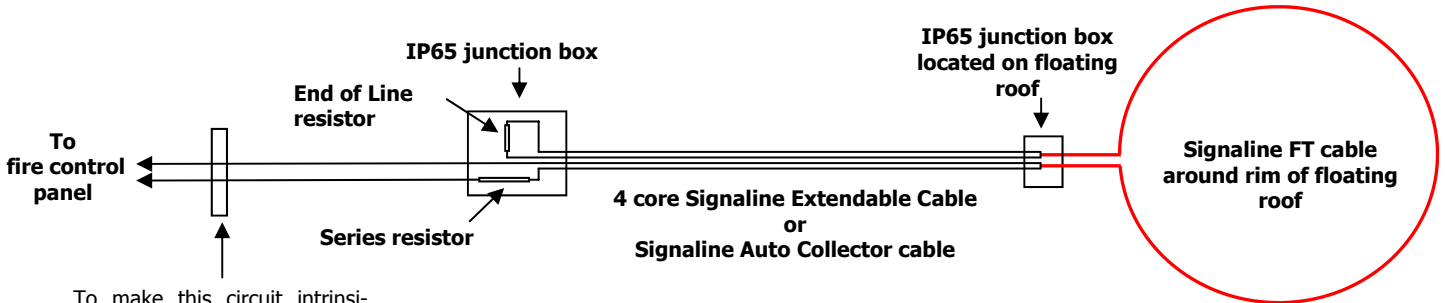 IP65 junction box
IP65 junction box
located on floating
roof
End of Line
resistor
To
fire control
panel
Signaline FT cable
around rim of floating
roof
4 core Signaline Extendable Cable
or
Signaline Auto Collector cable
Series resistor
To make this circuit intrinsi-